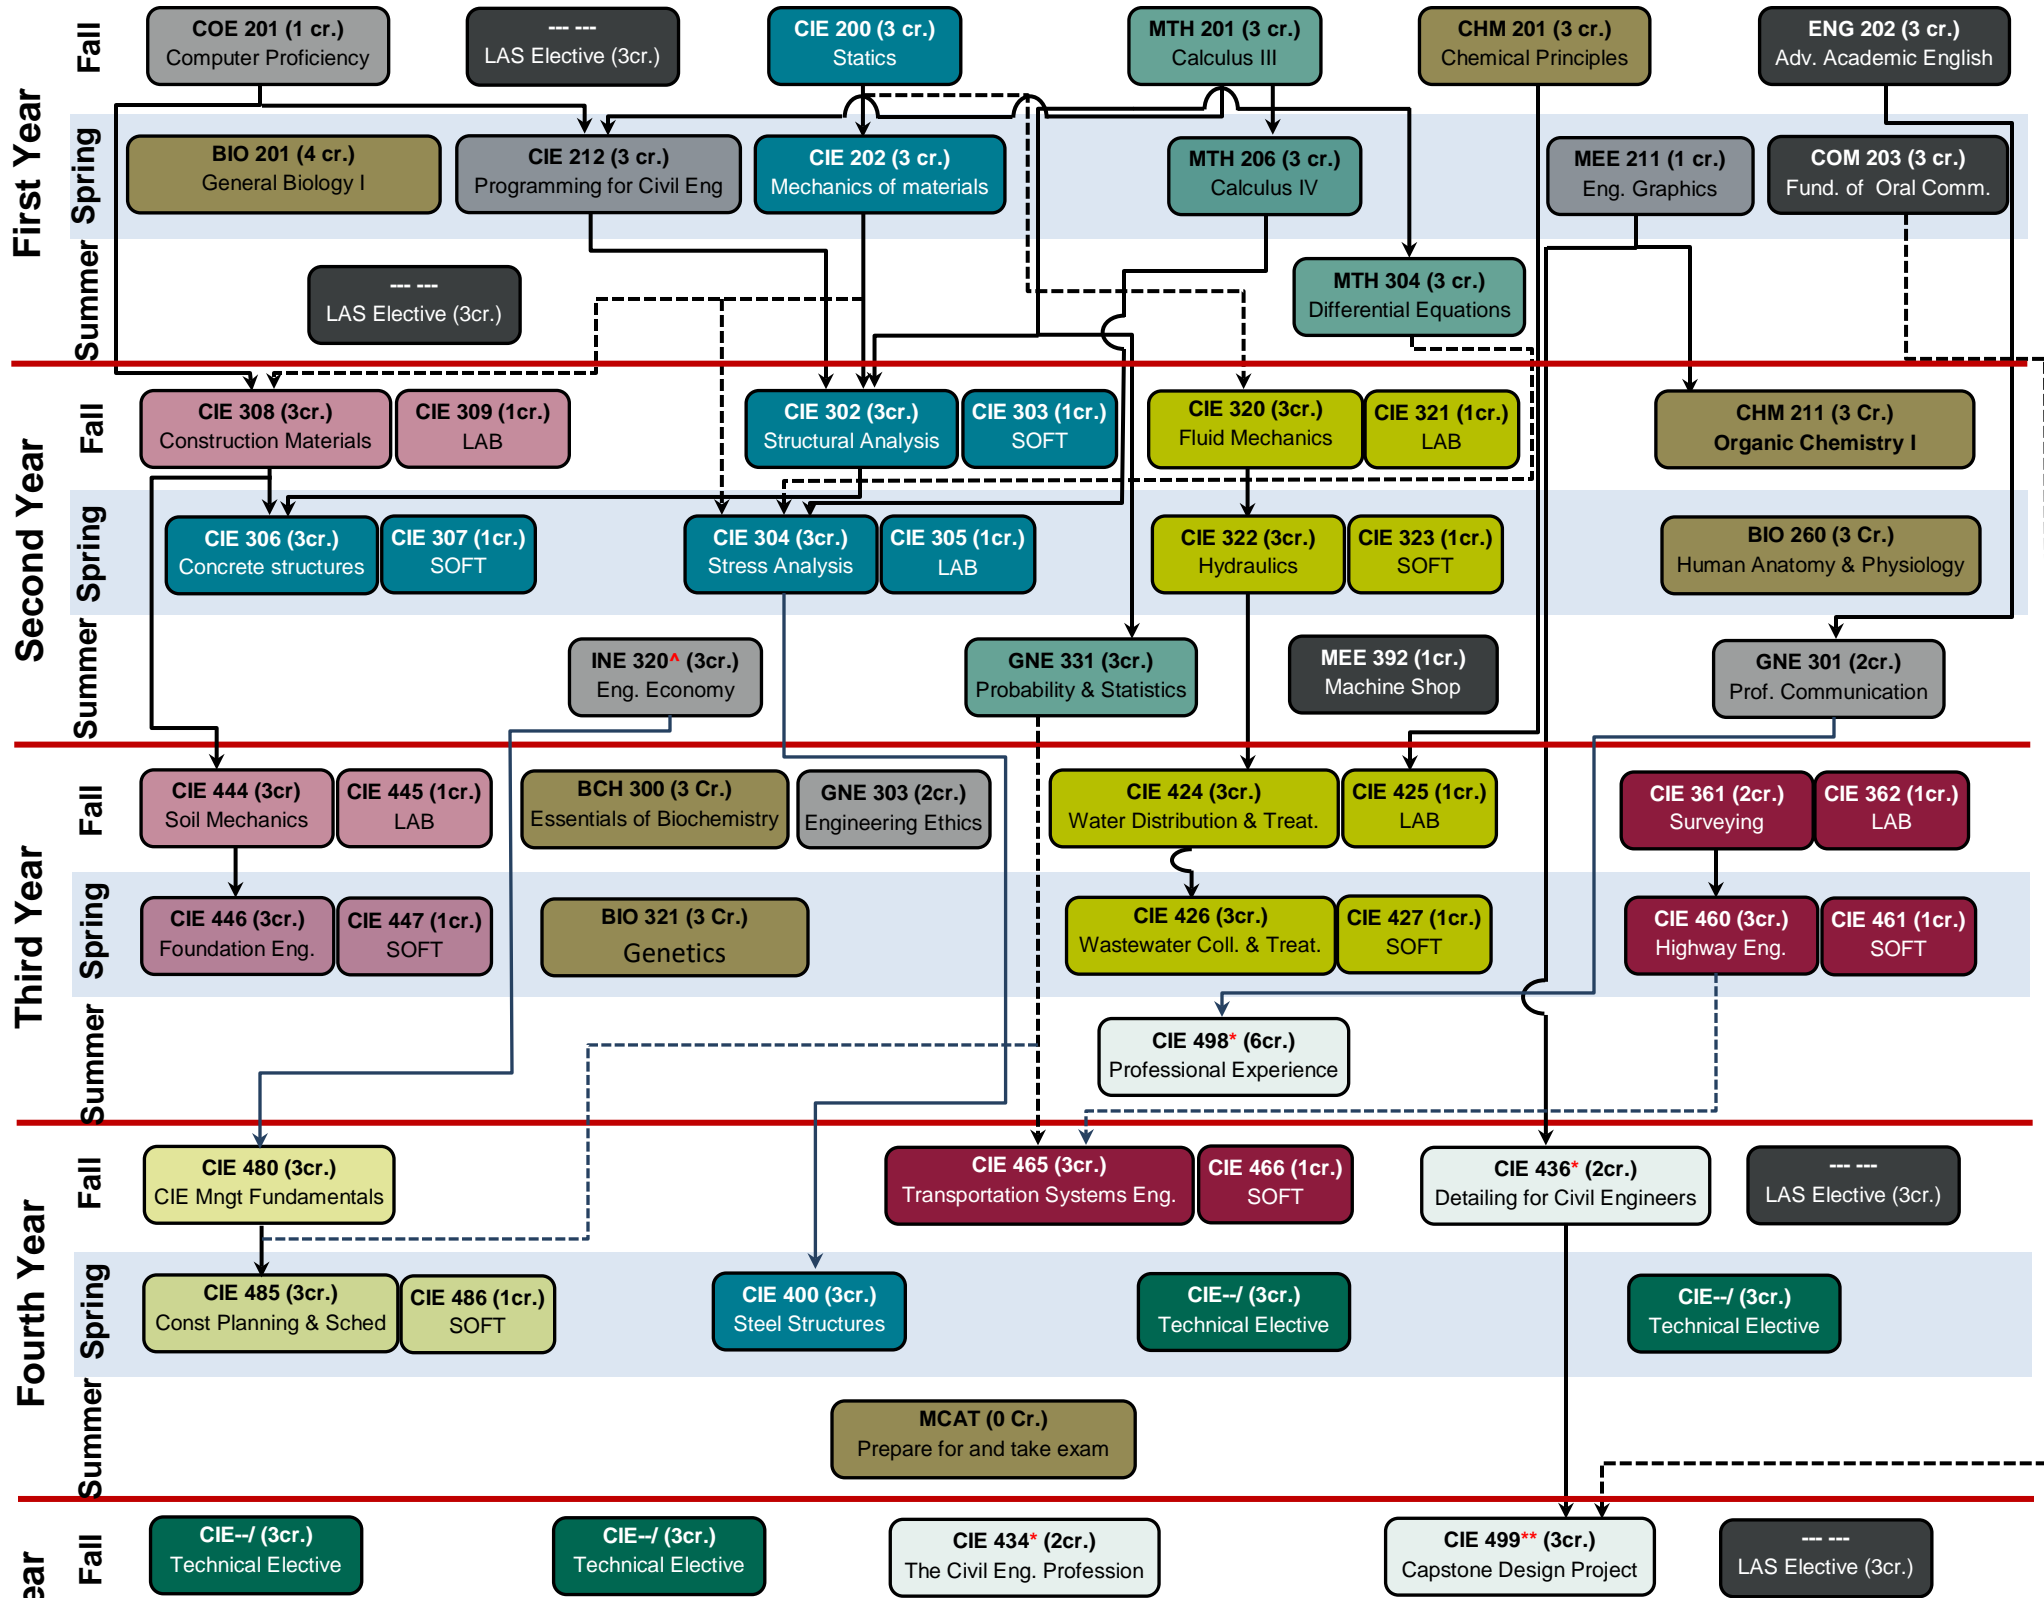 First Year
Fall
COE 201 (1 cr.)
Computer Proficiency
--- ---
LAS Elective (3cr.)
CIE 200 (3 cr.)
Statics
MTH 201 (3 cr.)
Calculus III
CHM 201 (3 cr.)
Chemical Principles
ENG 202 (3 cr.)
Adv. Academic English
Spring
BIO 201 (4 cr.)
General Biology I
CIE 212 (3 cr.)
Programming for Civil Eng
CIE 202 (3 cr.)
Mechanics of materials
MTH 206 (3 cr.)
Calculus IV
MEE 211 (1 cr.)
Eng. Graphics
COM 203 (3 cr.)
Fund. of Oral Comm.
Summer
--- ---
LAS Elective (3cr.)
MTH 304 (3 cr.)
Differential Equations
Second Year
Fall
CIE 308 (3cr.)
Construction Materials
CIE 309 (1cr.)
LAB
CIE 302 (3cr.)
Structural Analysis
CIE 303 (1cr.)
SOFT
CIE 320 (3cr.)
Fluid Mechanics
CIE 321 (1cr.)
LAB
CHM 211 (3 Cr.)
Organic Chemistry I
Spring
CIE 306 (3cr.)
Concrete structures
CIE 307 (1cr.)
SOFT
CIE 304 (3cr.)
Stress Analysis
CIE 305 (1cr.)
LAB
CIE 322 (3cr.)
Hydraulics
CIE 323 (1cr.)
SOFT
BIO 260 (3 Cr.)
Human Anatomy & Physiology
Summer
INE 320^ (3cr.)
Eng. Economy
GNE 331 (3cr.)
Probability & Statistics
MEE 392 (1cr.)
Machine Shop
GNE 301 (2cr.)
Prof. Communication
Third Year
Fall
CIE 444 (3cr)
Soil Mechanics
CIE 445 (1cr.)
LAB
BCH 300 (3 Cr.)
Essentials of Biochemistry
GNE 303 (2cr.)
Engineering Ethics
CIE 424 (3cr.)
Water Distribution & Treat.
CIE 425 (1cr.)
LAB
CIE 361 (2cr.)
Surveying
CIE 362 (1cr.)
LAB
Spring
CIE 446 (3cr.)
Foundation Eng.
CIE 447 (1cr.)
SOFT
BIO 321 (3 Cr.)
Genetics
CIE 426 (3cr.)
Wastewater Coll. & Treat.
CIE 427 (1cr.)
SOFT
CIE 460 (3cr.)
Highway Eng.
CIE 461 (1cr.)
SOFT
Summer
CIE 498* (6cr.)
Professional Experience
Fourth Year
Fall
CIE 480 (3cr.)
CIE Mngt Fundamentals
CIE 465 (3cr.)
Transportation Systems Eng.
CIE 466 (1cr.)
SOFT
CIE 436* (2cr.)
Detailing for Civil Engineers
--- ---
LAS Elective (3cr.)
Spring
CIE 485 (3cr.)
Const Planning & Sched
CIE 486 (1cr.)
SOFT
CIE 400 (3cr.)
Steel Structures
CIE--/ (3cr.)
Technical Elective
CIE--/ (3cr.)
Technical Elective
Summer
MCAT (0 Cr.)
Prepare for and take exam
ear
Fall
CIE--/ (3cr.)
Technical Elective
CIE--/ (3cr.)
Technical Elective
CIE 434* (2cr.)
The Civil Eng. Profession
CIE 499** (3cr.)
Capstone Design Project
--- ---
LAS Elective (3cr.)